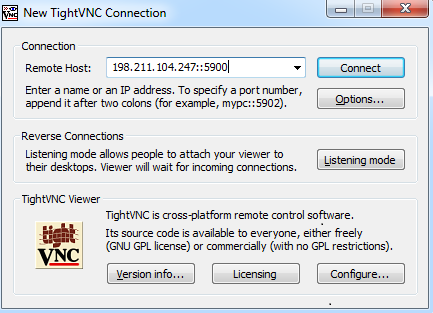 New TightVNC Connection
Connection
Remote Host: 198.211.104.247::5900 Connect
Enter a name or an IP address. To specify a port number,
append it after two colons (for example, mypc::5902). Options...
Reverse Connections
Listening mode allows people to attach your viewer to
their desktops. Viewer will wait for incoming connections. Listening mode
TightVNC Viewer
tight VNC
TightVNC is cross-platform remote control software.
Its source code is available to everyone, either freely
(GNU GPL license) or commercially (with no GPL restrictions).
Version info... Licensing Configure...